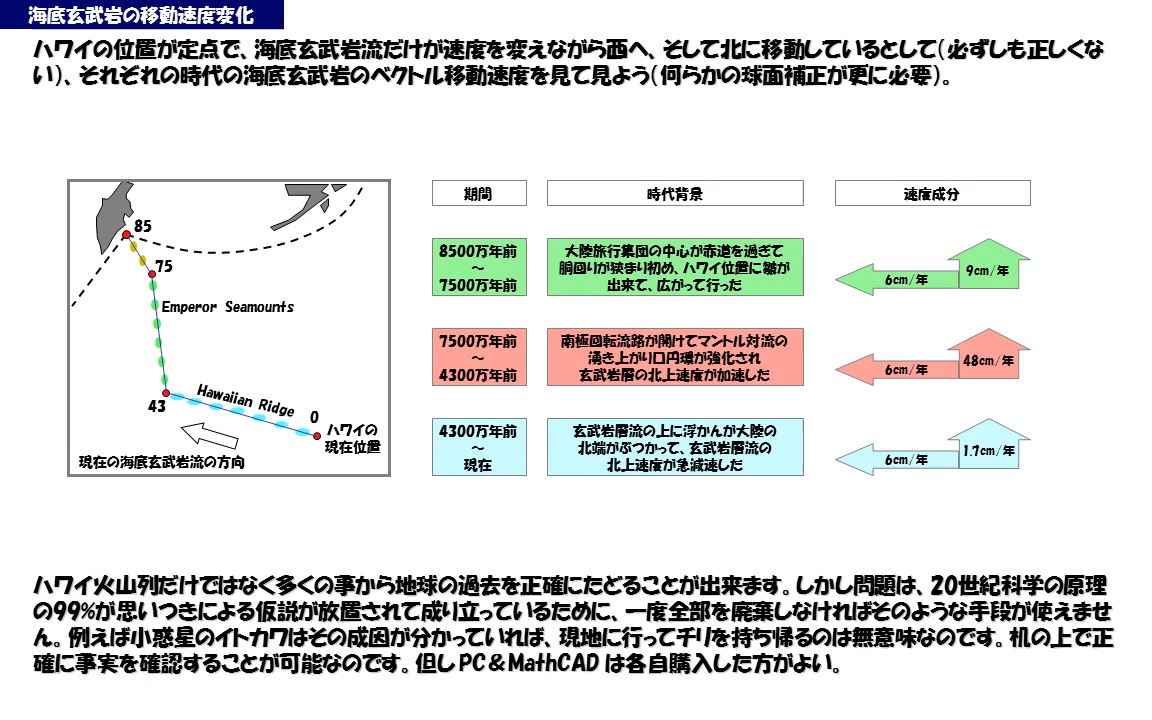 海底玄武岩の移動速度変化
ハワイの位置が定点で、海底玄武岩流だけが速度を変えながら西へ、そして北に移動しているとして(必ずしも正しくな
い)、それぞれの時代の海底玄武岩のベクトル移動速度を見て見よう(何らかの球面補正が更に必要)。
85
75
Emperor Seamounts
Hawaiian Ridge
43
0
ハワイの
現在位置
現在の海底玄武岩流の方向
期間
時代背景
速度成分
8500万年前
～
7500万年前
大陸旅行集団の中心が赤道を過ぎて
胴回りが狭まり初め、ハワイ位置に皺が
出来て、広がって行った
6cm/年
9cm/年
7500万年前
～
4300万年前
南極回転流路が開けてマントル対流の
湧き上がり口円環が強化され
玄武岩層の北上速度が加速した
6cm/年
48cm/年
4300万年前
～
現在
玄武岩層流の上に浮かんが大陸の
北端がぶつかって、玄武岩層流の
北上速度が急減速した
6cm/年
1.7cm/年
ハワイ火山列だけではなく多くの事から地球の過去を正確にたどることが出来ます。しかし問題は、20世紀科学の原理
の99%が思いつきによる仮説が放置されて成り立っているために、一度全部を廃棄しなければそのような手段が使えませ
ん。例えば小惑星のイトカワはその成因が分かっていれば、現地に行ってチリを持ち帰るのは無意味なのです。机の上で正
確に事実を確認することが可能なのです。但しPC＆MathCADは各自購入した方がよい。